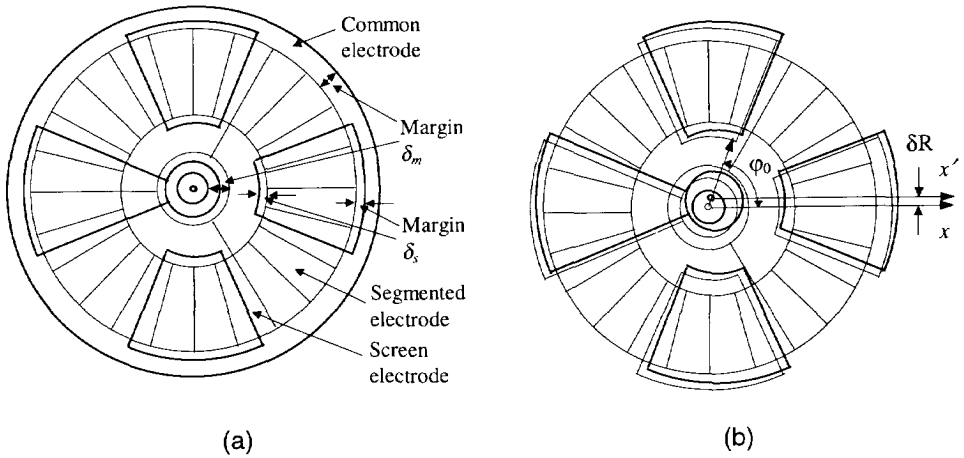 Common
electrode
Margin
δm
Margin
δs
Segmented
electrode
Screen
electrode
(a)
δR
φ0
x′
x
(b)